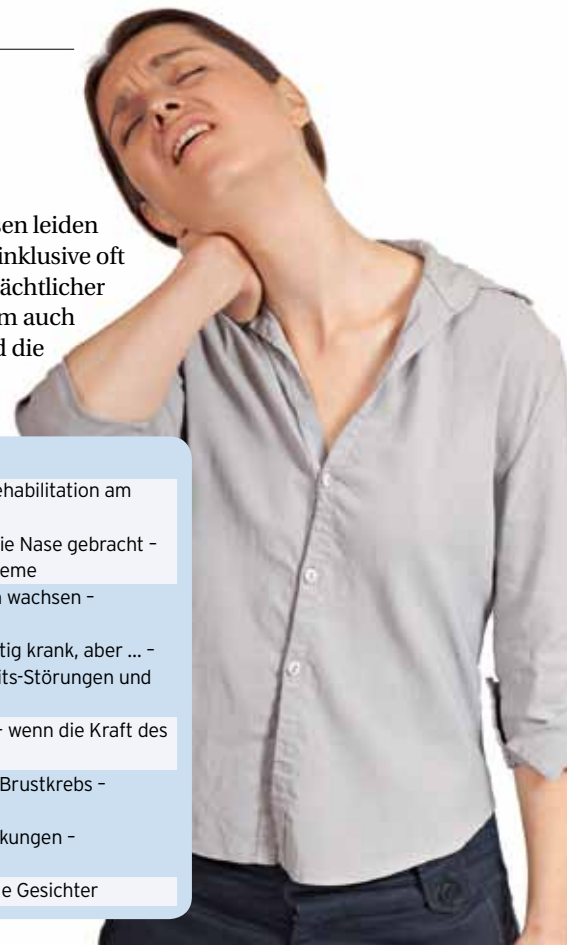 sen leiden
inklusive oft
ächtlicher
m auch
d die
ehabilitation am
ie Nase gebracht –
eme
wachsen –
tig krank, aber ... –
its-Störungen und
– wenn die Kraft des
Brustkrebs –
kungen –
e Gesichter